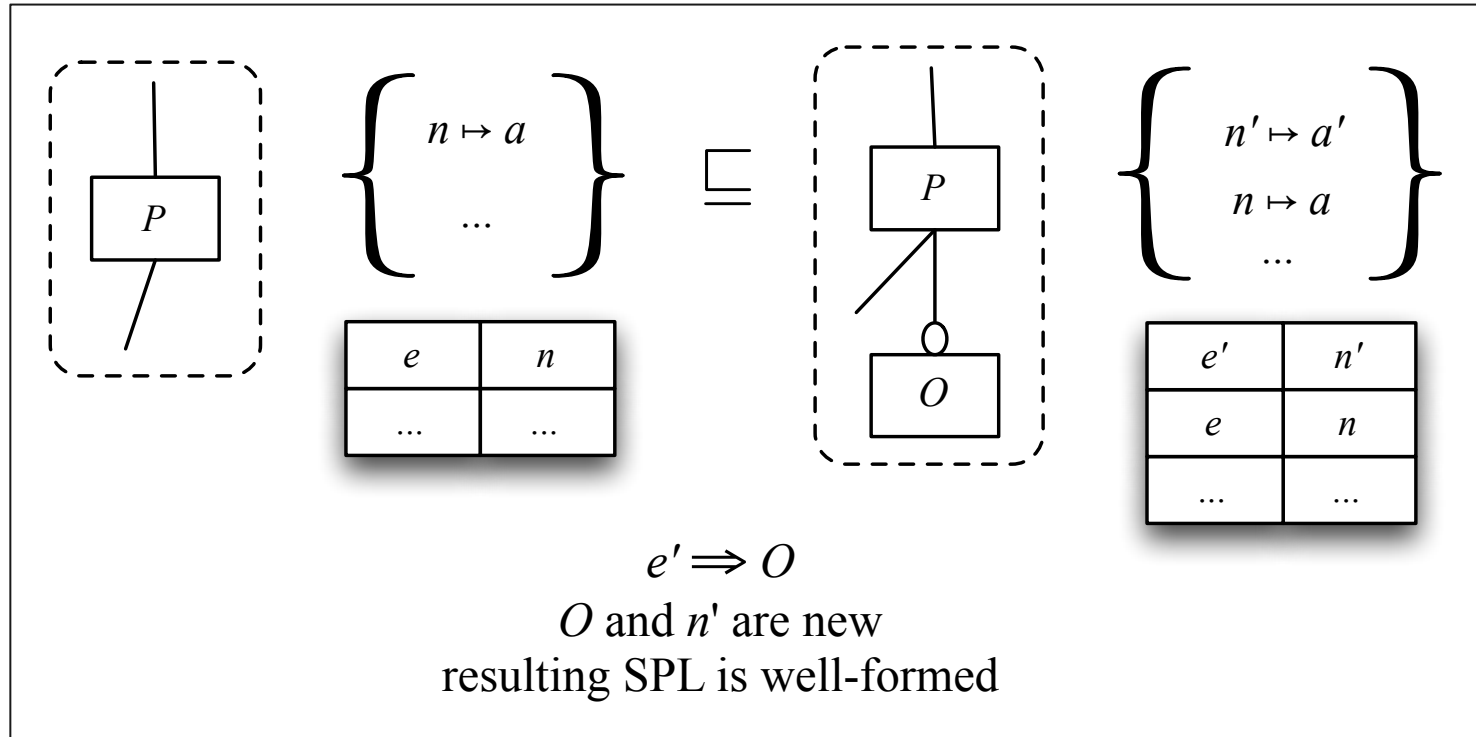 P
n ↦ a
...
e n
... ...
⊑
P
O
n' ↦ a'
n ↦ a
...
e' n'
e n
... ...
e' ⇒ O
O and n' are new
resulting SPL is well-formed